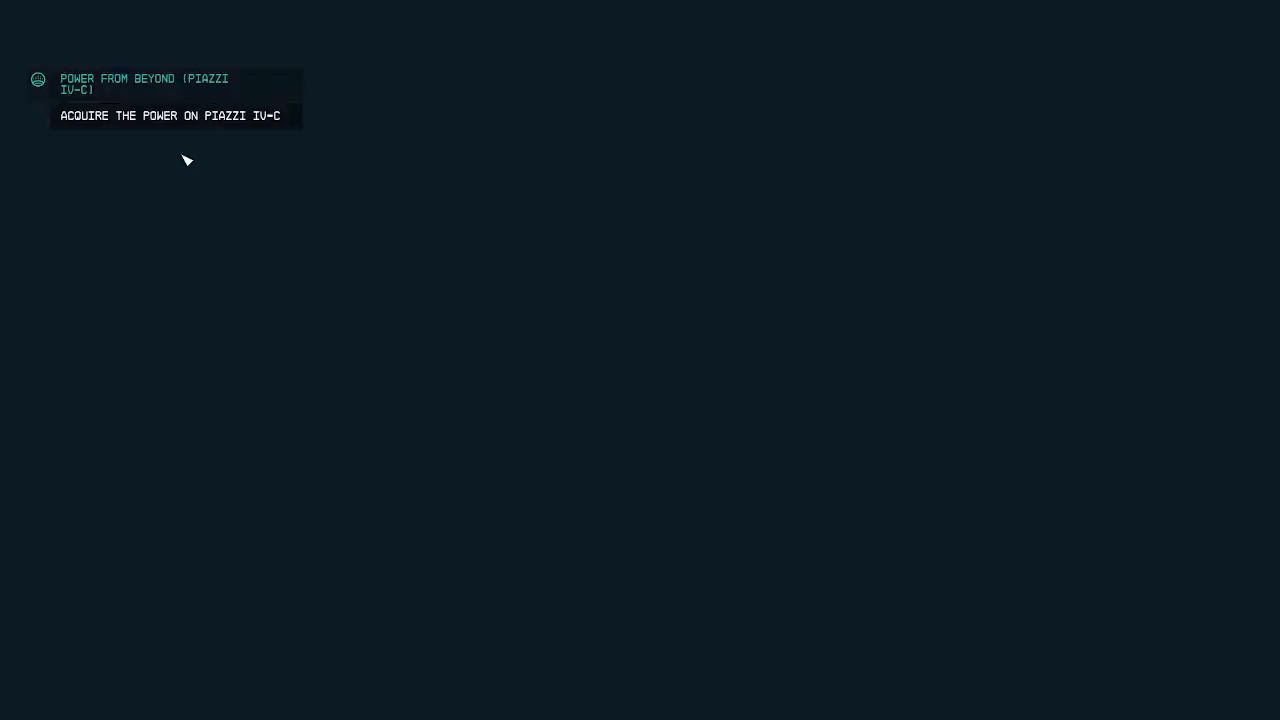 POWER FROM BEYOND (PIAZZI
IV-C)
ACQUIRE THE POWER ON PIAZZI IV-C